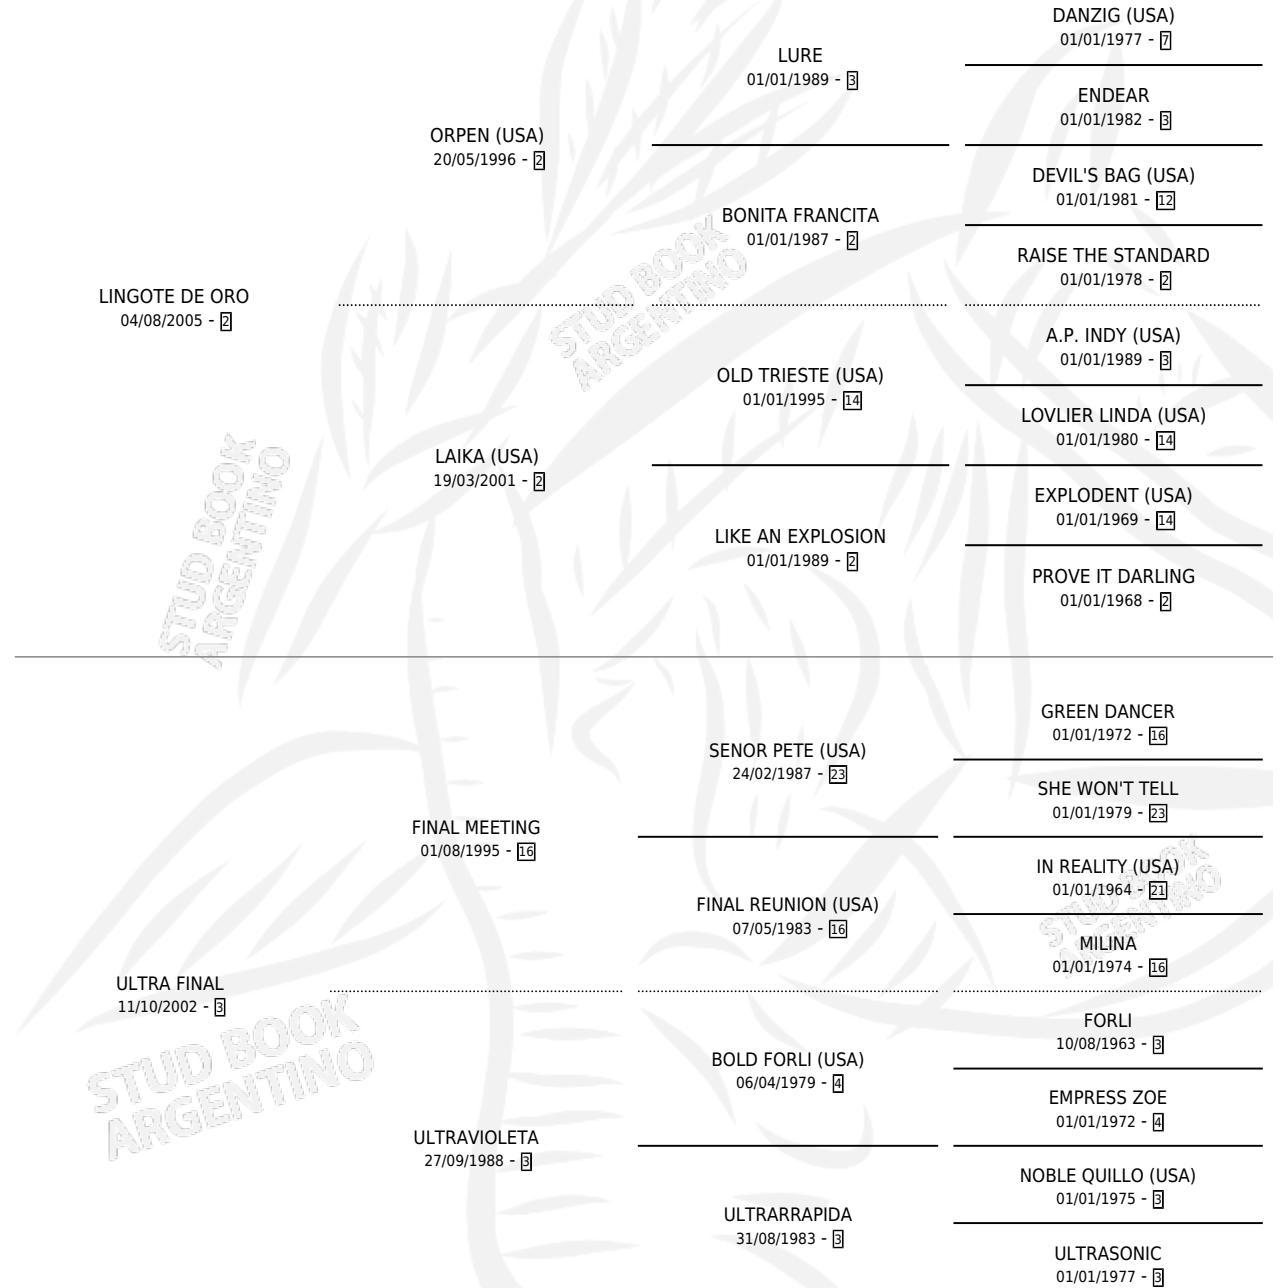 DANZIG (USA)
01/01/1977 - 7
LURE
01/01/1989 - 3
ENDEAR
01/01/1982 - 3
ORPEN (USA)
20/05/1996 - 2
DEVIL'S BAG (USA)
01/01/1981 - 12
BONITA FRANCITA
01/01/1987 - 2
RAISE THE STANDARD
01/01/1978 - 2
LINGOTE DE ORO
04/08/2005 - 2
STUD BOOK
ARGENTINO
A.P. INDY (USA)
01/01/1989 - 3
OLD TRIESTE (USA)
01/01/1995 - 14
LOVLIER LINDA (USA)
01/01/1980 - 14
LAIKA (USA)
19/03/2001 - 2
EXPLODENT (USA)
01/01/1969 - 14
LIKE AN EXPLOSION
01/01/1989 - 2
PROVE IT DARLING
01/01/1968 - 2
STUD BOOK
ARGENTINO
GREEN DANCER
01/01/1972 - 16
SENOR PETE (USA)
24/02/1987 - 23
SHE WON'T TELL
01/01/1979 - 23
FINAL MEETING
01/08/1995 - 16
IN REALITY (USA)
01/01/1964 - 21
FINAL REUNION (USA)
07/05/1983 - 16
MILINA
01/01/1974 - 16
STUD BOOK
ARGENTINO
ULTRA FINAL
11/10/2002 - 3
FORLI
10/08/1963 - 3
BOLD FORLI (USA)
06/04/1979 - 4
EMPRESS ZOE
01/01/1972 - 4
STUD BOOK
ARGENTINO
ULTRAVIOLETA
27/09/1988 - 3
NOBLE QUILLO (USA)
01/01/1975 - 3
ULTRARRAPIDA
31/08/1983 - 3
ULTRASONIC
01/01/1977 - 3